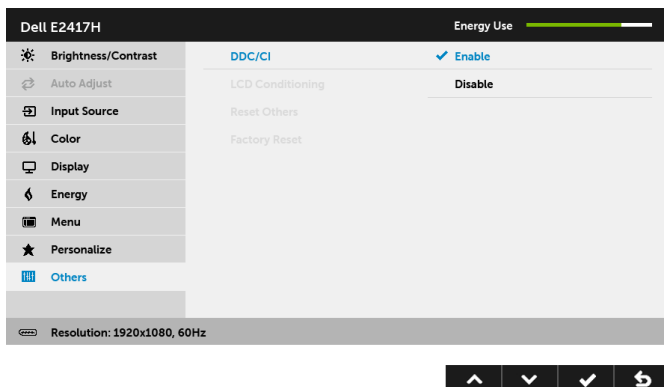 Dell E2417H
Energy Use
Brightness/Contrast
DDC/CI
Enable
Auto Adjust
LCD Conditioning
Disable
Input Source
Reset Others
Color
Factory Reset
Display
Energy
Menu
Personalize
Others
Resolution: 1920x1080, 60Hz